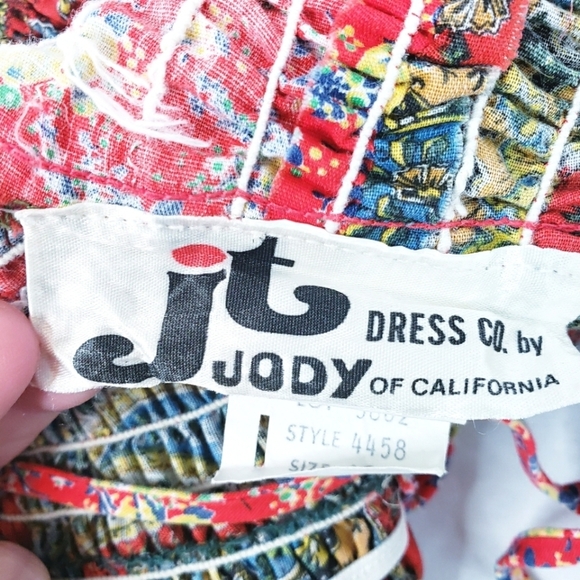 jt DRESS CO. by
JODY OF CALIFORNIA
STYLE 4458